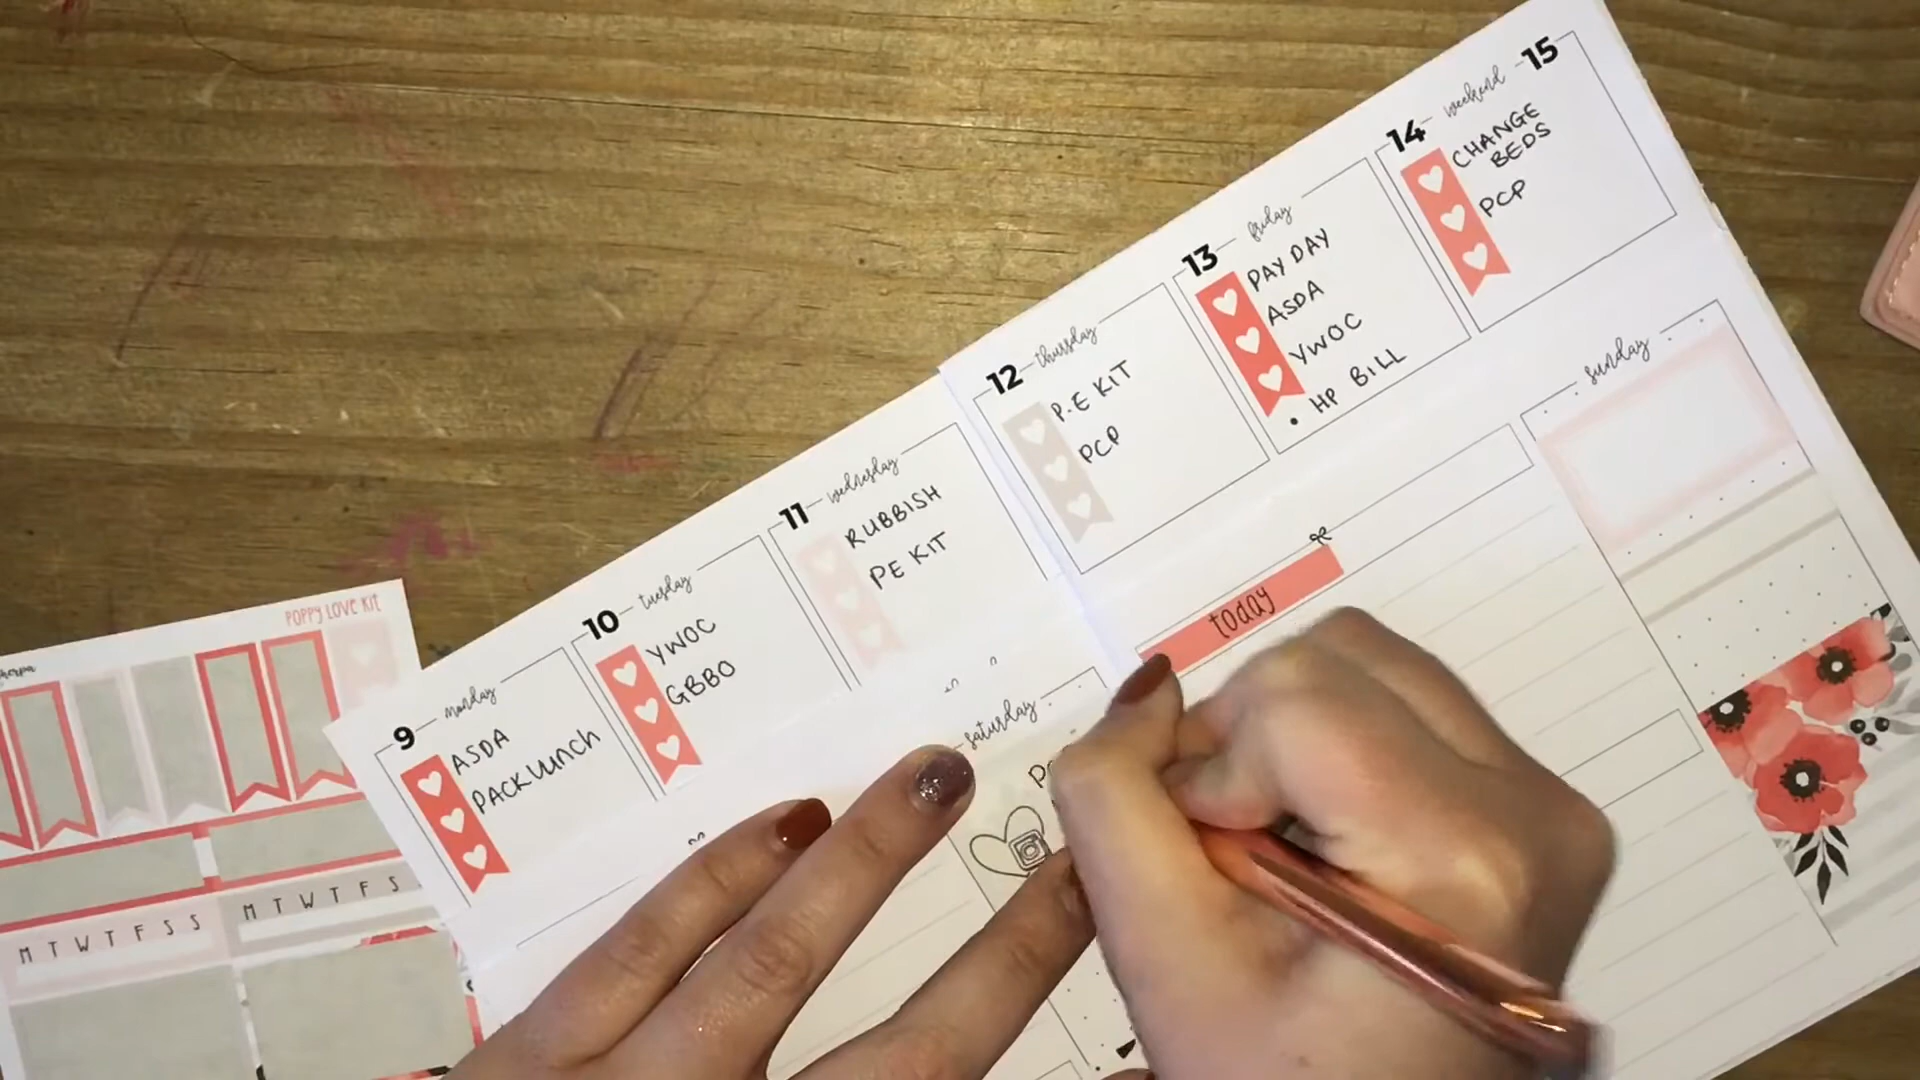 9 monday
ASDA
PACK LUNCH
10 tuesday
YWOC
GBBO
11 wednesday
RUBBISH
PE KIT
12 thursday
P.E KIT
PCP
13 friday
PAY DAY
ASDA
YWOC
• HP BILL
14 weekend 15
CHANGE
BEDS
PCP
saturday
today
sunday
POPPY LOVE KIT
M T W T F S S
M T W T F S